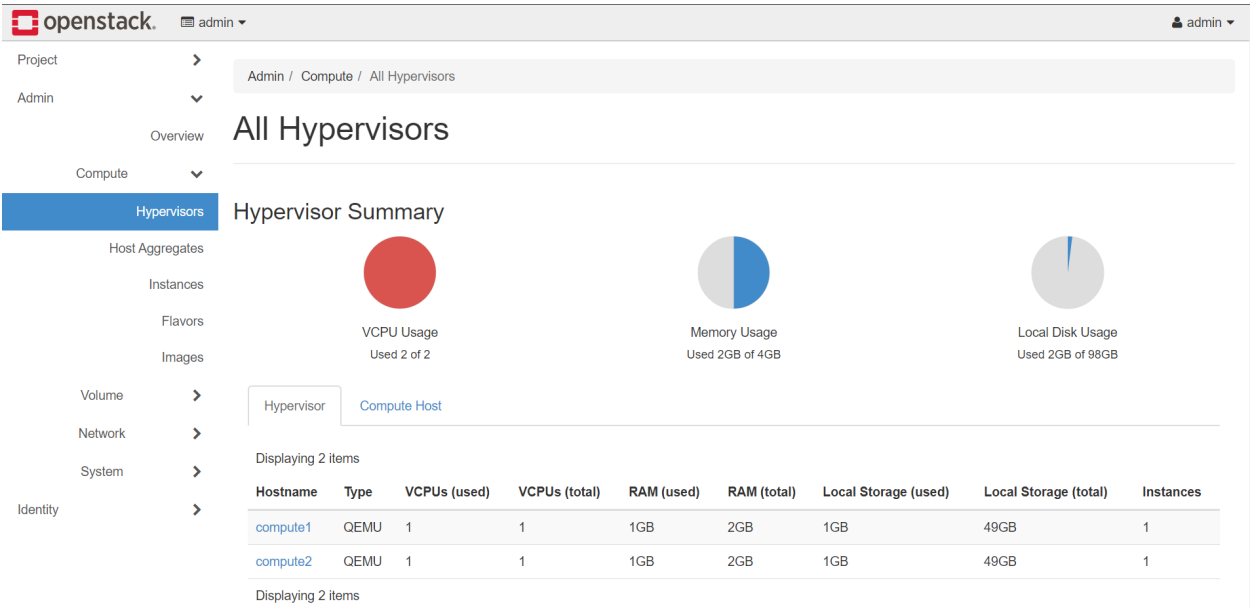 openstack. admin admin
Project
Admin
Overview
Compute
Hypervisors
Host Aggregates
Instances
Flavors
Images
Volume
Network
System
Identity
Admin / Compute / All Hypervisors
All Hypervisors
Hypervisor Summary
VCPU Usage
Used 2 of 2
Memory Usage
Used 2GB of 4GB
Local Disk Usage
Used 2GB of 98GB
Hypervisor Compute Host
Displaying 2 items
Hostname Type VCPUs (used) VCPUs (total) RAM (used) RAM (total) Local Storage (used) Local Storage (total) Instances
compute1 QEMU 1 1 1GB 2GB 1GB 49GB 1
compute2 QEMU 1 1 1GB 2GB 1GB 49GB 1
Displaying 2 items